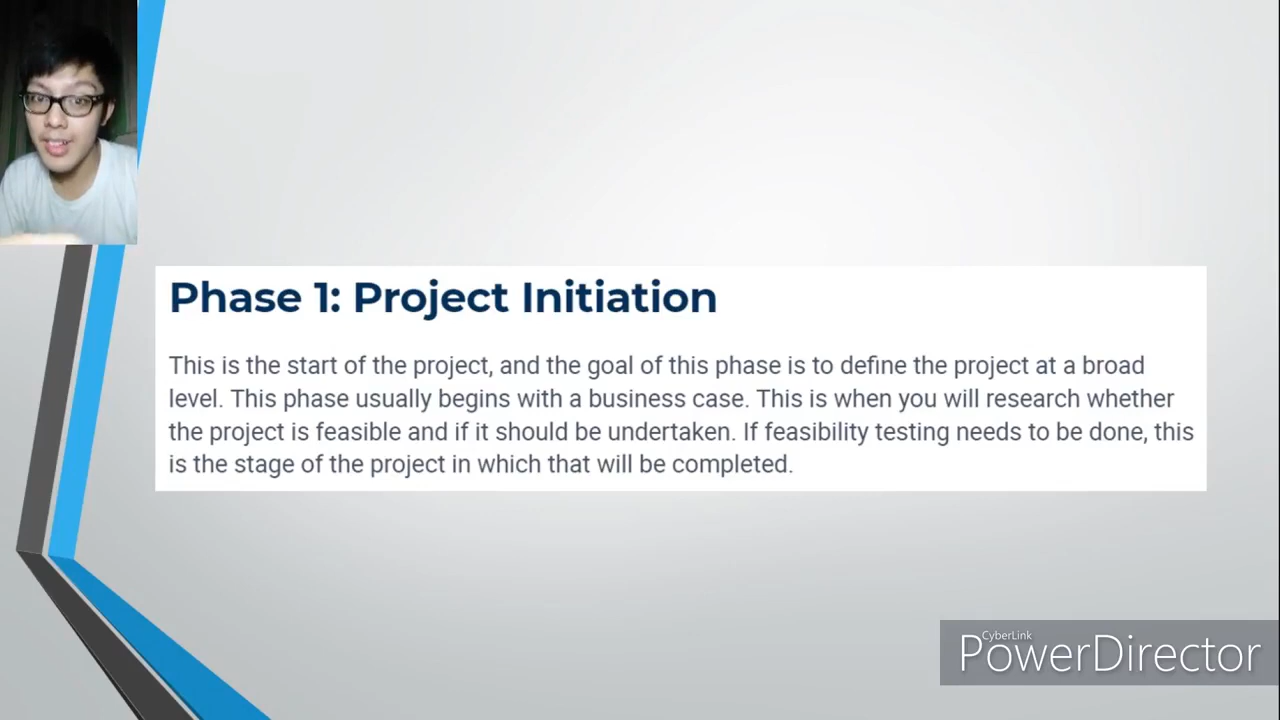 Phase 1: Project Initiation
This is the start of the project, and the goal of this phase is to define the project at a broad
level. This phase usually begins with a business case. This is when you will research whether
the project is feasible and if it should be undertaken. If feasibility testing needs to be done, this
is the stage of the project in which that will be completed.
CyberLink
PowerDirector